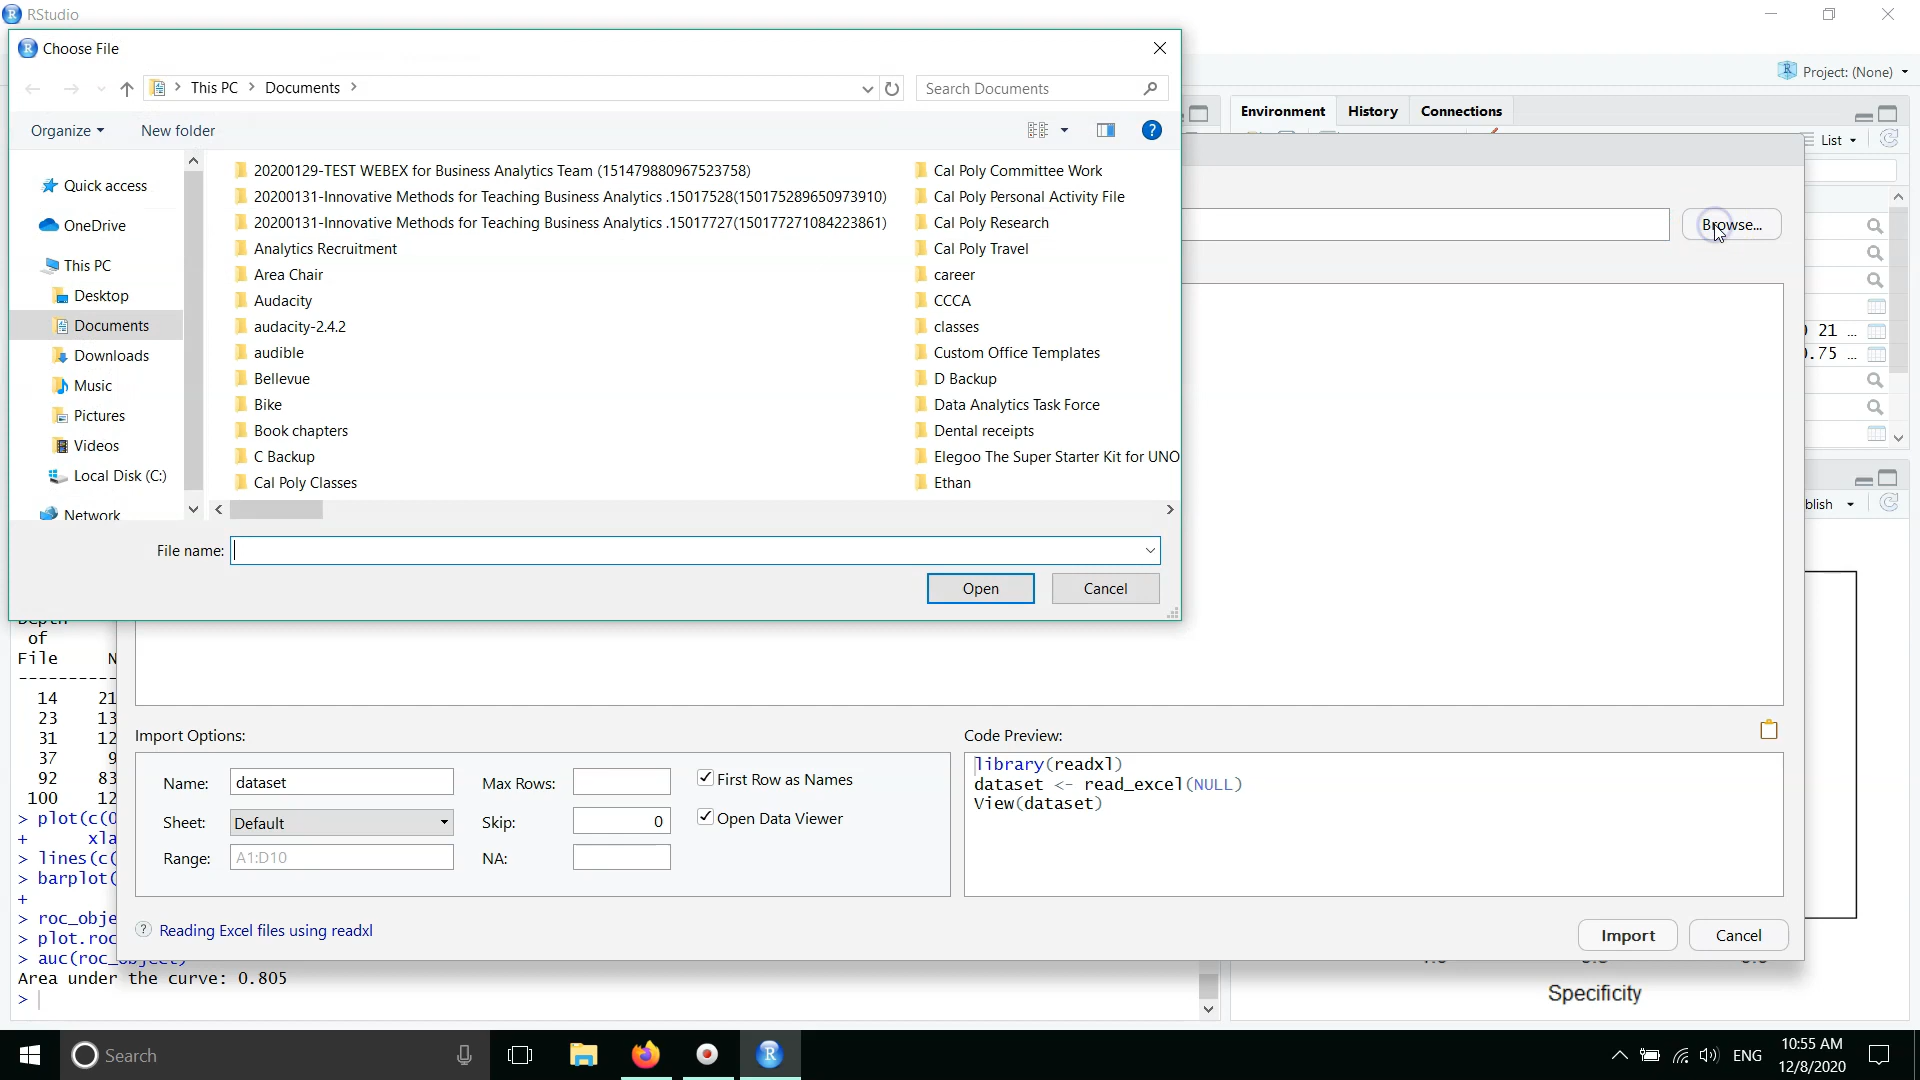 RStudio
Choose File
This PC > Documents >
Search Documents
Project: (None)
Organize
New folder
Environment
History
Connections
List
Quick access
OneDrive
This PC
Desktop
Documents
Downloads
Music
Pictures
Videos
Local Disk (C:)
Network
20200129-TEST WEBEX for Business Analytics Team (151479880967523758)
20200131-Innovative Methods for Teaching Business Analytics .15017528(150175289650973910)
20200131-Innovative Methods for Teaching Business Analytics .15017727(150177271084223861)
Analytics Recruitment
Area Chair
Audacity
audacity-2.4.2
audible
Bellevue
Bike
Book chapters
C Backup
Cal Poly Classes
Cal Poly Committee Work
Cal Poly Personal Activity File
Cal Poly Research
Cal Poly Travel
career
CCCA
classes
Custom Office Templates
D Backup
Data Analytics Task Force
Dental receipts
Elegoo The Super Starter Kit for UNO
Ethan
Browse...
21 ...
.75 ...
blish
File name:
Open
Cancel
of
File N
-----------
14 21
23 13
31 12
37 9
92 83
100 12
> plot(c(
+ xla
> lines(c(
> barplot(
+
> roc_obje
> plot.roc
> auc(roc_object)
Area under the curve: 0.805
>
Import Options:
Name: dataset
Max Rows:
First Row as Names
Sheet: Default
Skip: 0
Open Data Viewer
Range: A1:D10
NA:
Code Preview:
library(readxl)
dataset <- read_excel(NULL)
View(dataset)
? Reading Excel files using readxl
Import
Cancel
Specificity
Search
ENG
10:55 AM
12/8/2020